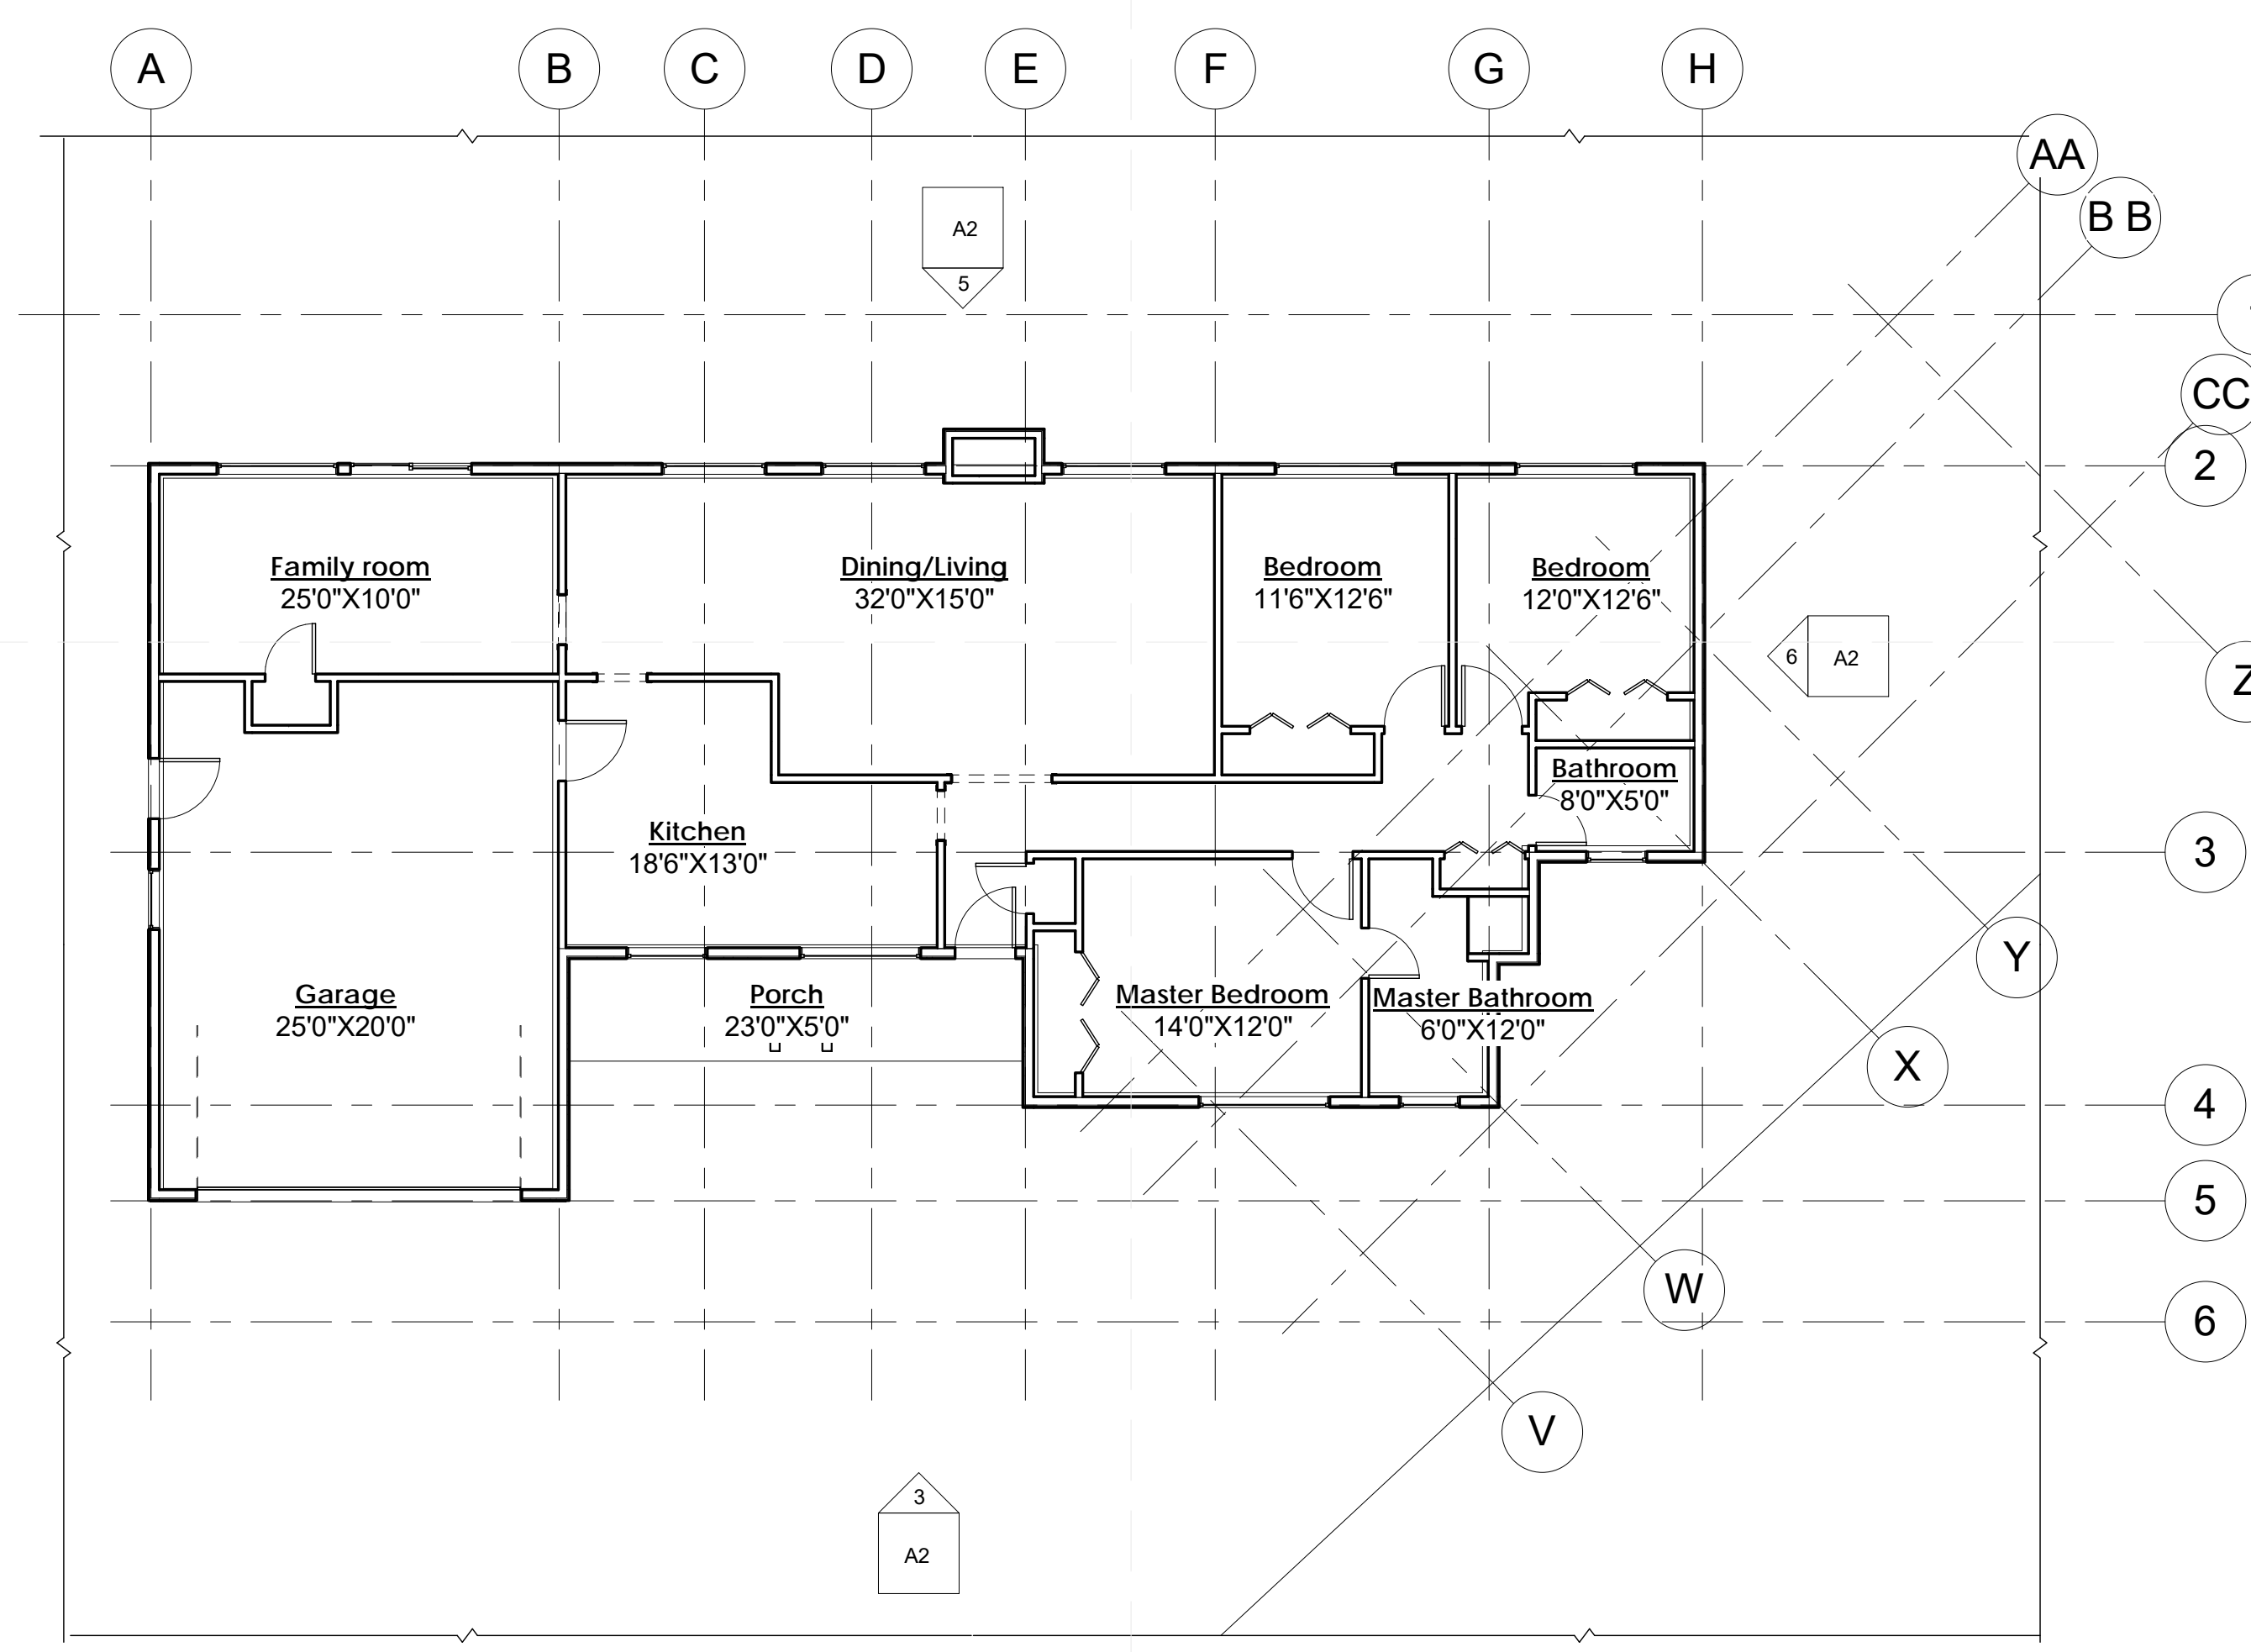 A
B
C
D
E
F
G
H
AA
B B
A2
5
CC
2
Family room
25'0"X10'0"
Dining/Living
32'0"X15'0"
Bedroom
11'6"X12'6"
Bedroom
12'0"X12'6"
6
A2
Z
Bathroom
8'0"X5'0"
Kitchen
18'6"X13'0"
3
Y
Garage
25'0"X20'0"
Porch
23'0"X5'0"
Master Bedroom
14'0"X12'0"
Master Bathroom
6'0"X12'0"
X
4
5
W
6
V
3
A2